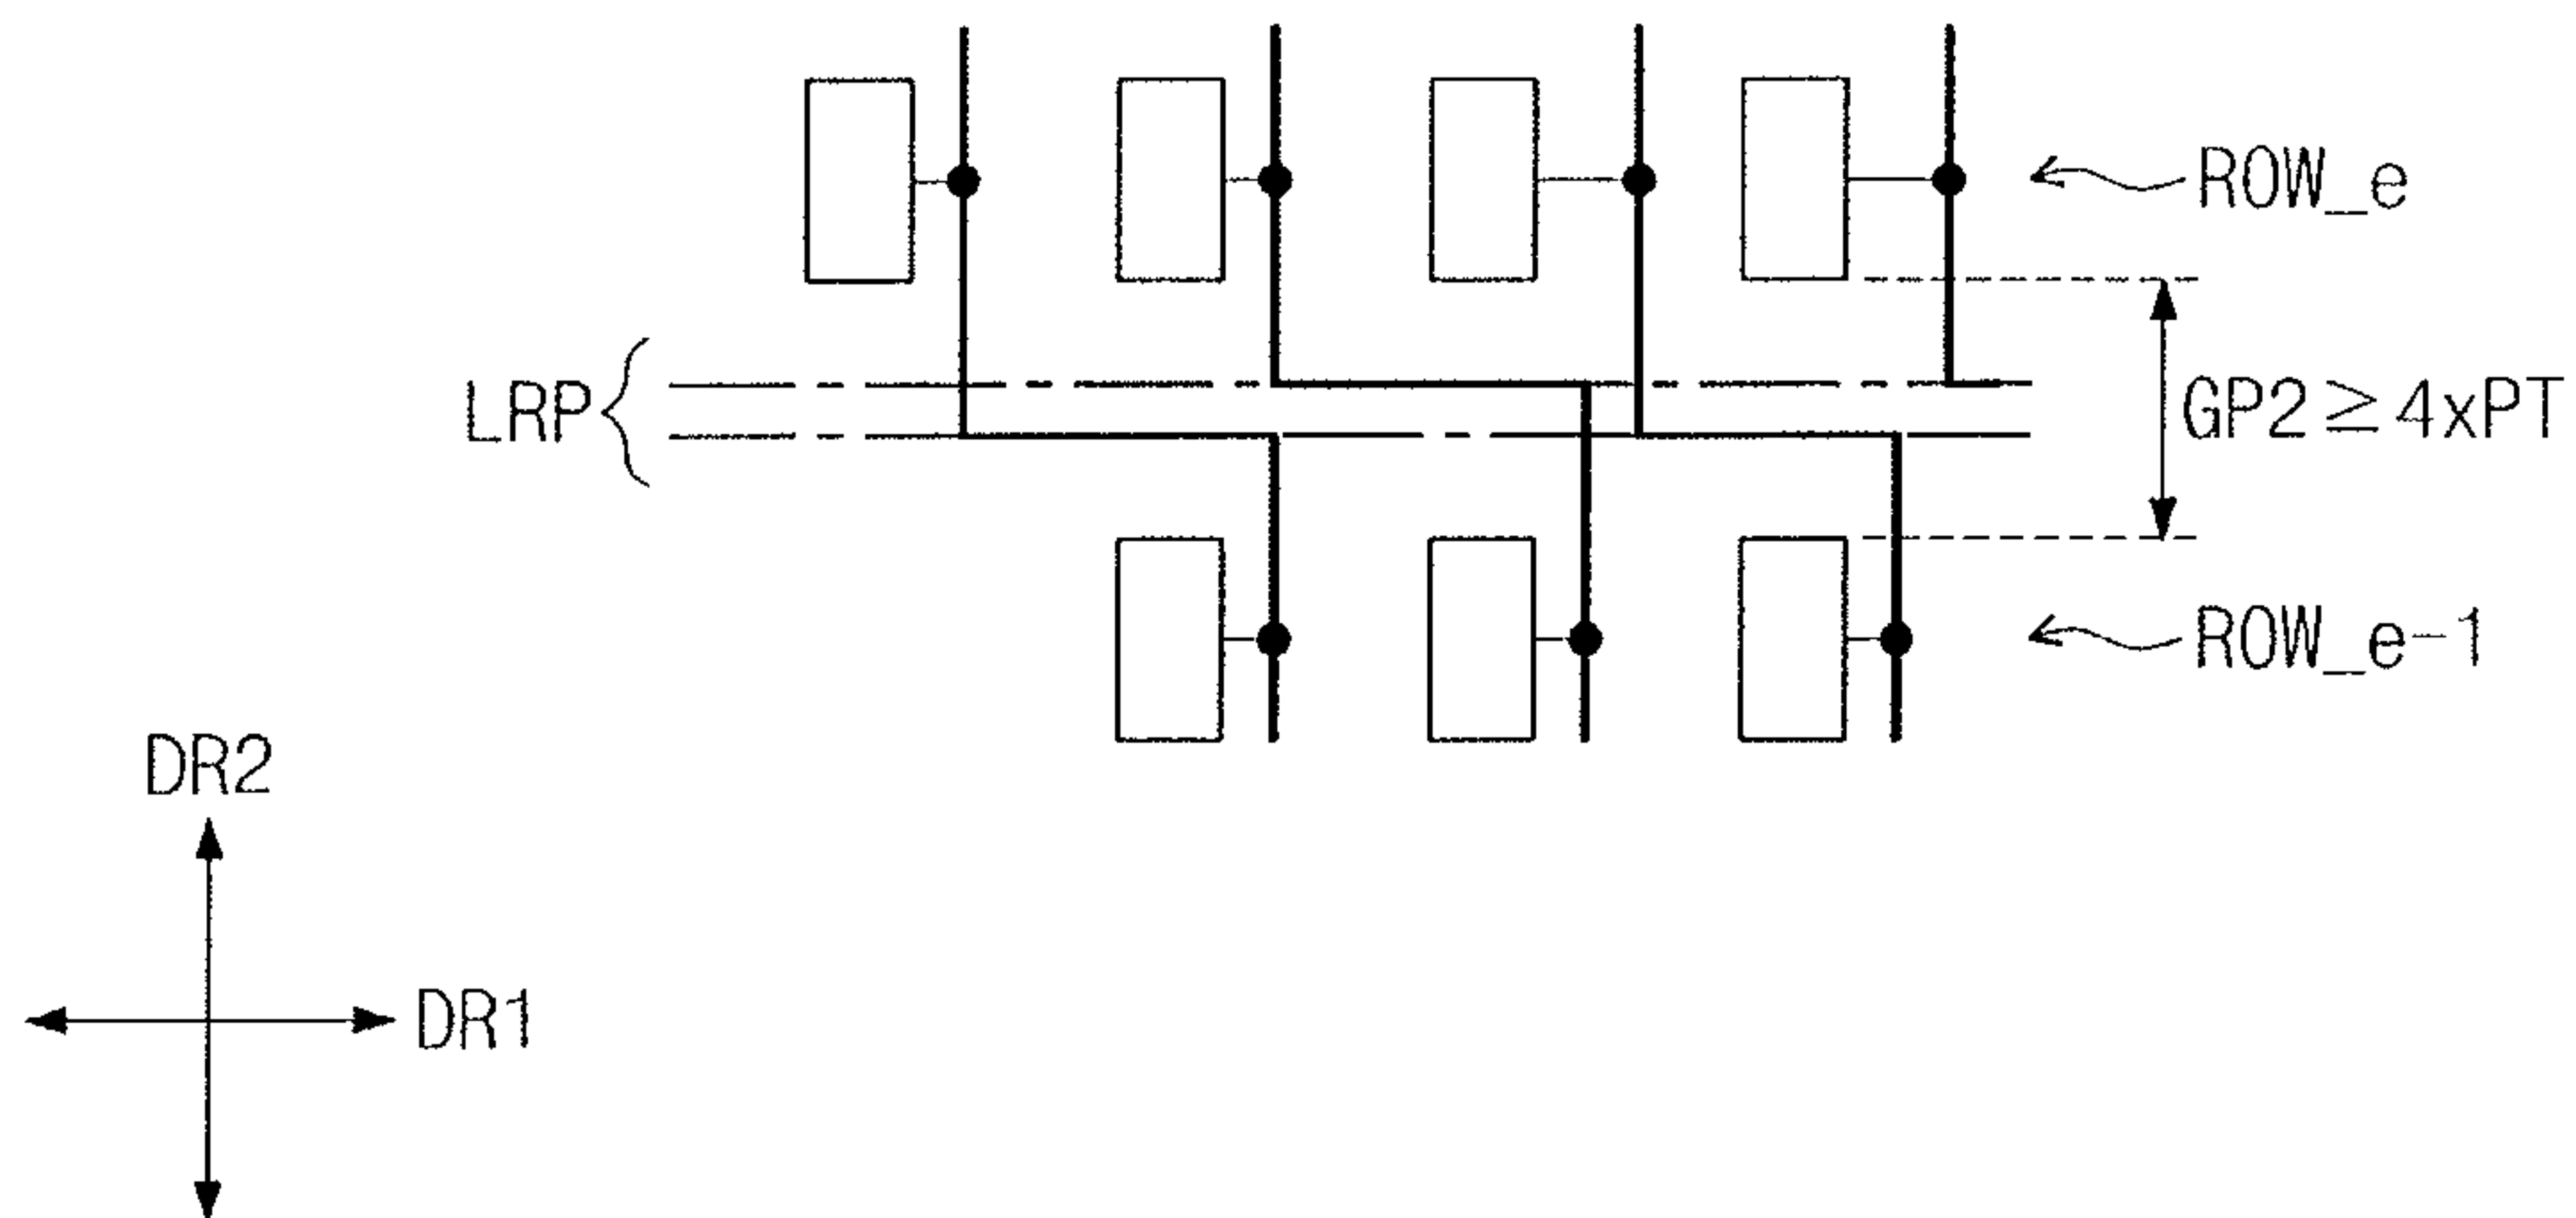 ROW_e
LRP
GP2 ≧ 4xPT
ROW_e-1
DR2
DR1